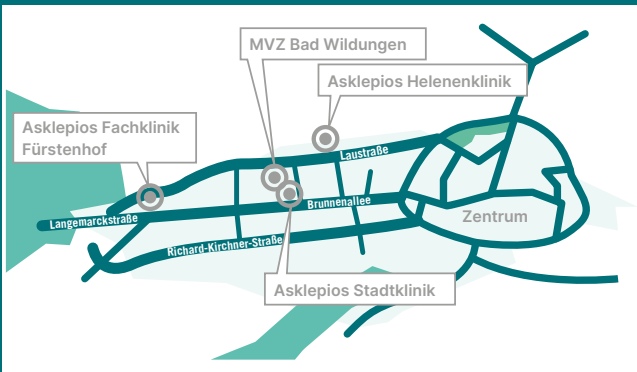 MVZ Bad Wildungen
Asklepios Helenenklinik
Asklepios Fachklinik
Fürstenhof
Laustraße
Brunnenallee
Langemarckstraße
Zentrum
Richard-Kirchner-Straße
Asklepios Stadtklinik